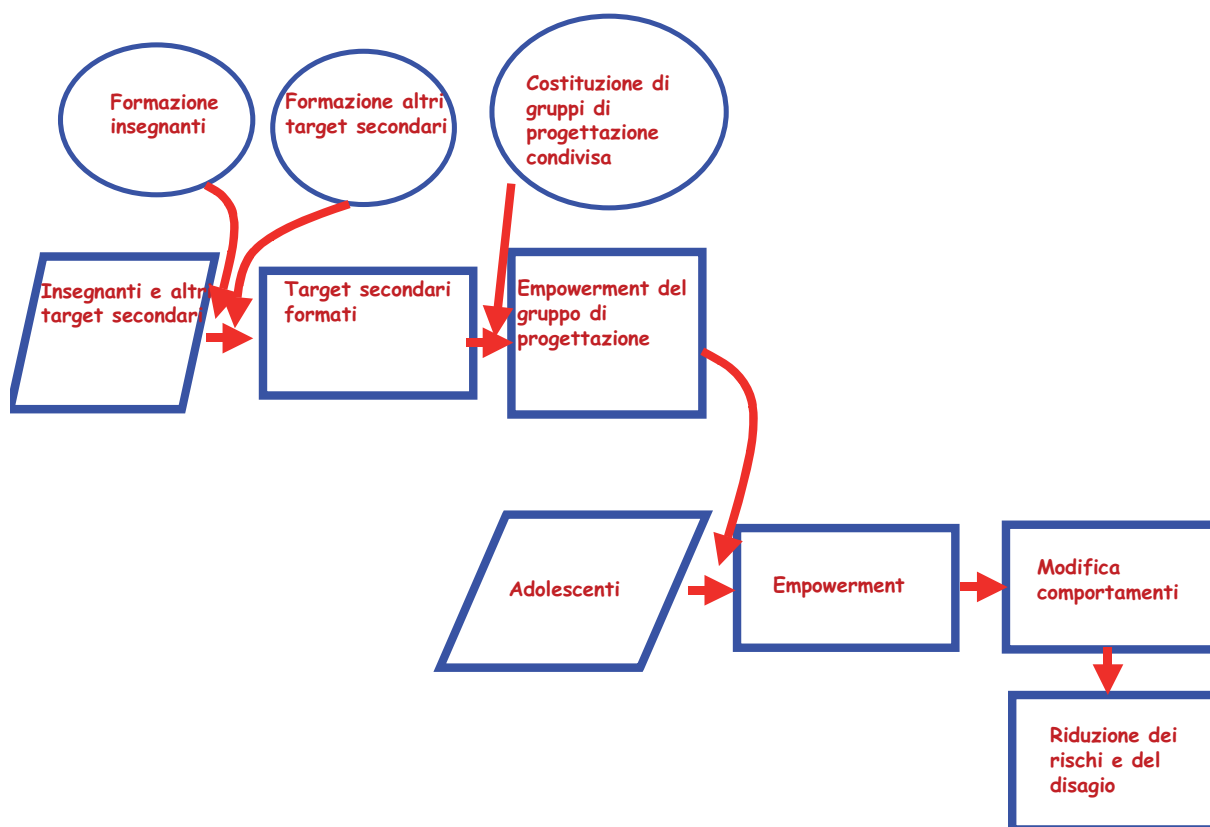 Formazione
insegnanti
Formazione altri
target secondari
Costituzione di
gruppi di
progettazione
condivisa
Insegnanti e altri
target secondari
Target secondari
formati
Empowerment del
gruppo di
progettazione
Adolescenti
Empowerment
Modifica
comportamenti
Riduzione dei
rischi e del
disagio